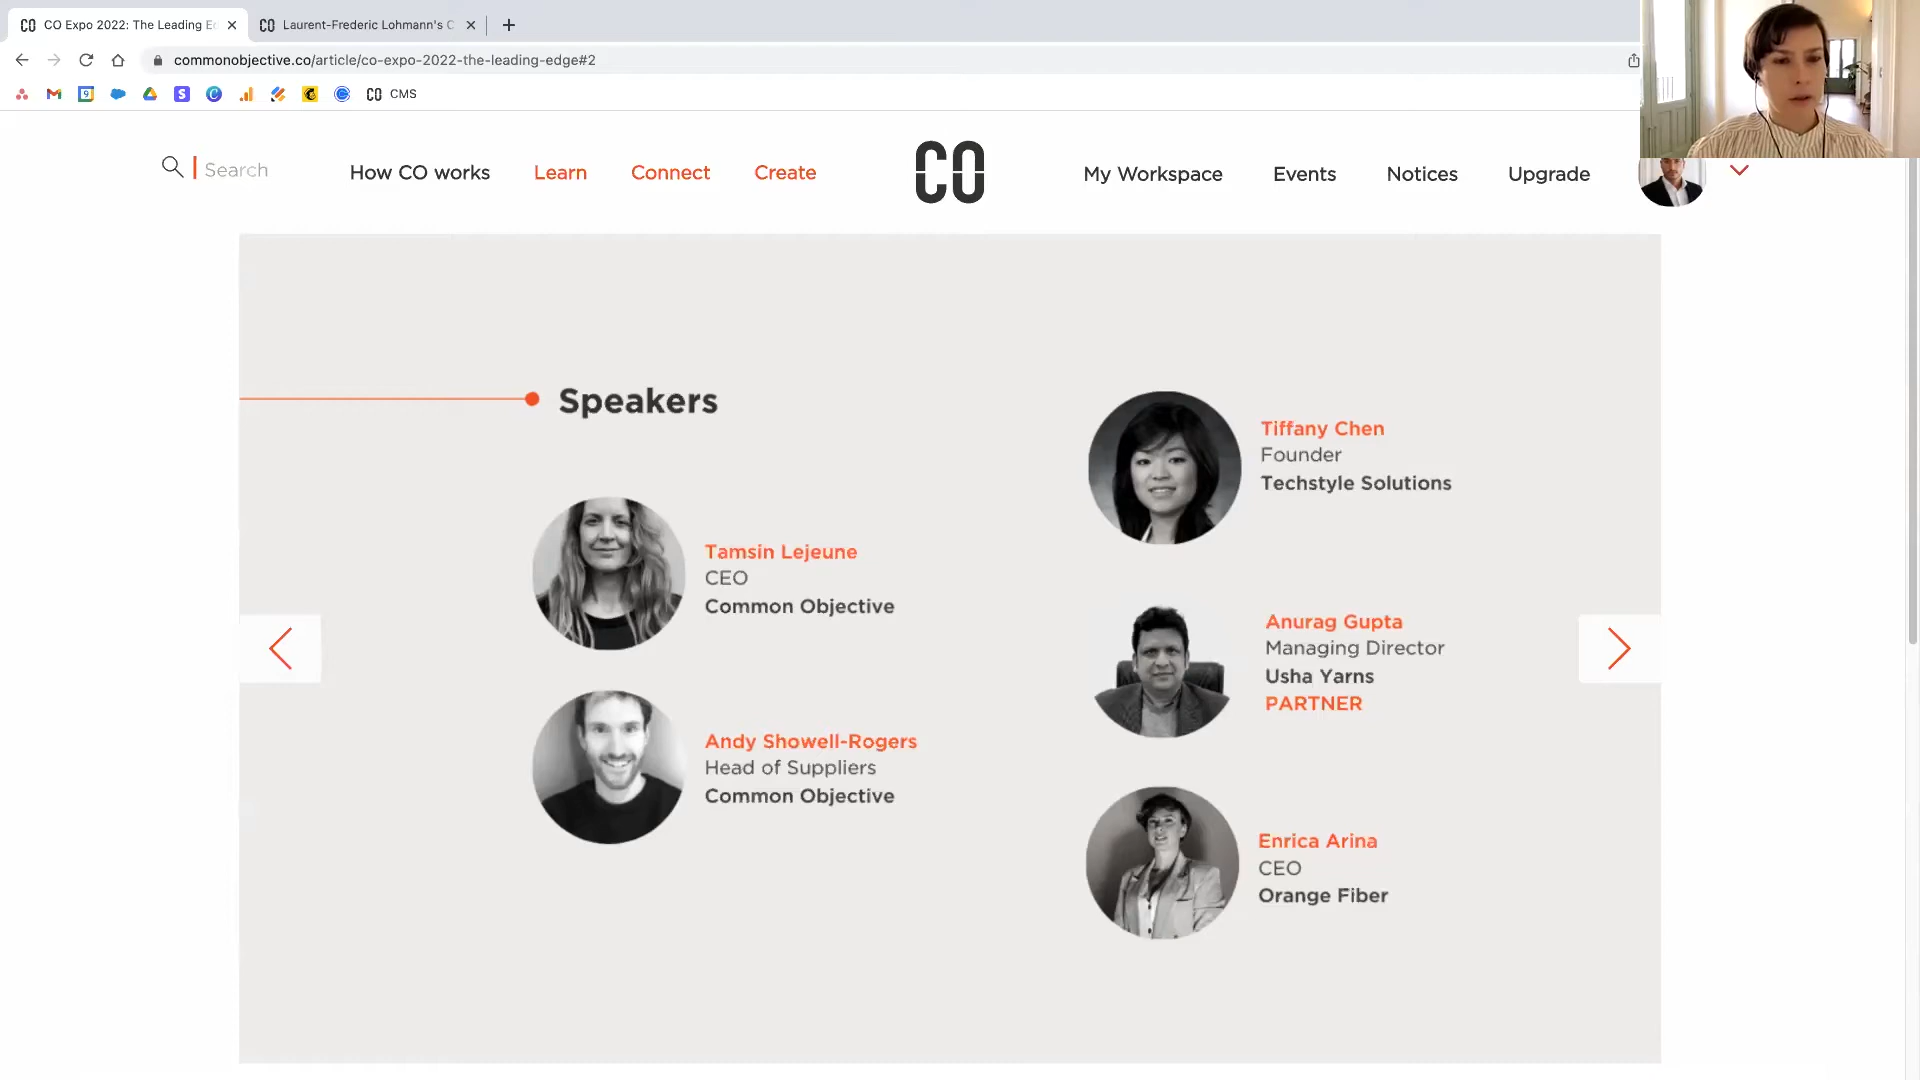 CO CO Expo 2022: The Leading E
CO Laurent-Frederic Lohmann's C
commonobjective.co/article/co-expo-2022-the-leading-edge#2
CO CMS
Search
How CO works
Learn
Connect
Create
CO
My Workspace
Events
Notices
Upgrade
Speakers
Tamsin Lejeune
CEO
Common Objective
Andy Showell-Rogers
Head of Suppliers
Common Objective
Tiffany Chen
Founder
Techstyle Solutions
Anurag Gupta
Managing Director
Usha Yarns
PARTNER
Enrica Arina
CEO
Orange Fiber